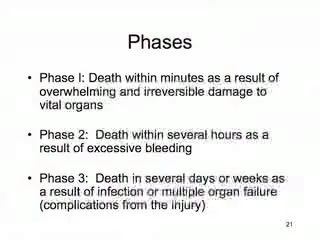 Phases
• Phase I: Death within minutes as a result of
overwhelming and irreversible damage to
vital organs
• Phase 2: Death within several hours as a
result of excessive bleeding
• Phase 3: Death in several days or weeks as
a result of infection or multiple organ failure
(complications from the injury)
21